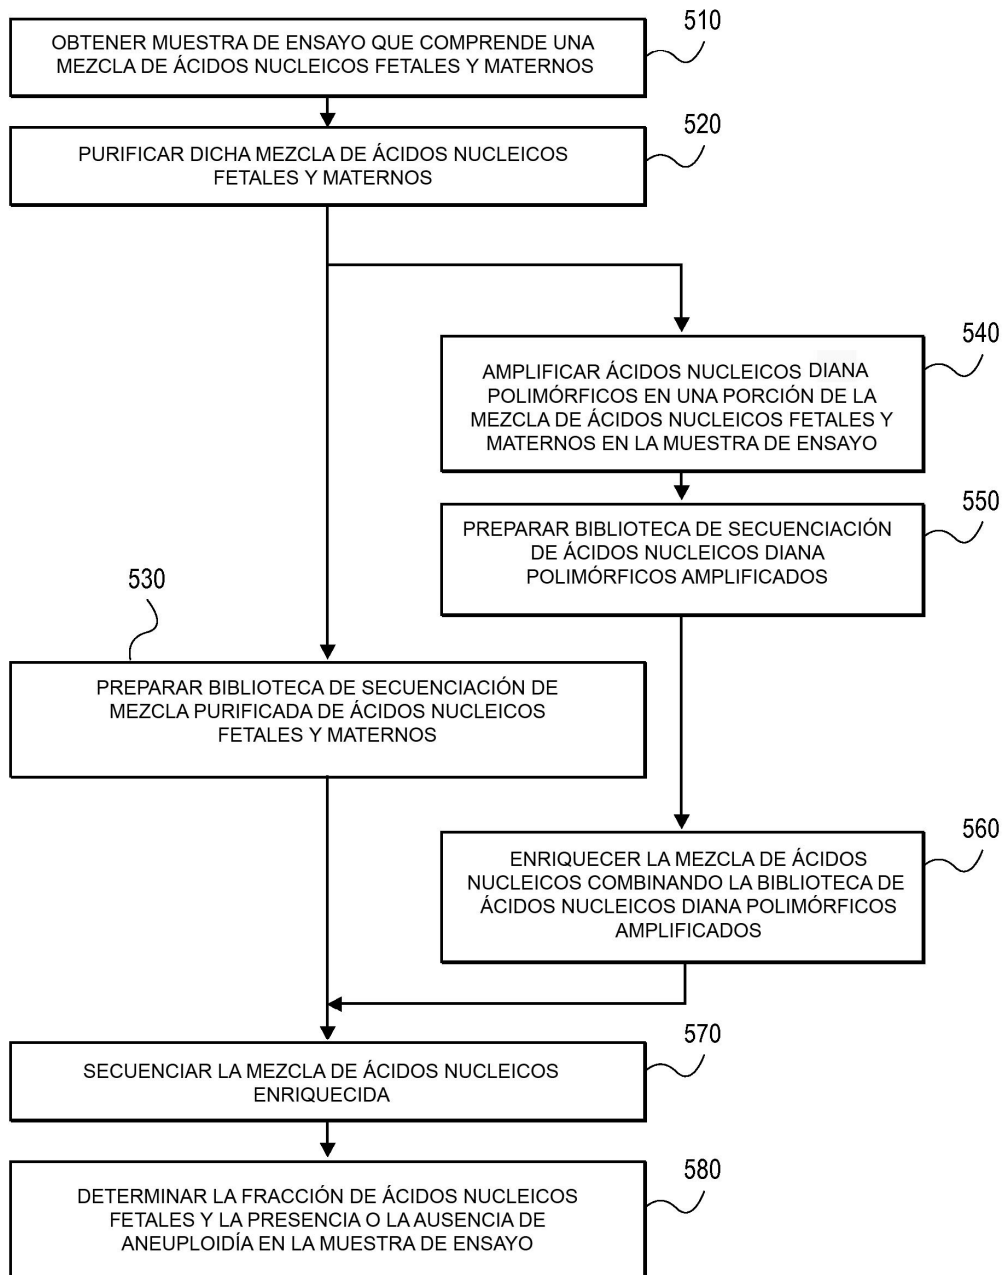 510
OBTENER MUESTRA DE ENSAYO QUE COMPRENDE UNA
MEZCLA DE ÁCIDOS NUCLEICOS FETALES Y MATERNOS
520
PURIFICAR DICHA MEZCLA DE ÁCIDOS NUCLEICOS
FETALES Y MATERNOS
540
AMPLIFICAR ÁCIDOS NUCLEICOS DIANA
POLIMÓRFICOS EN UNA PORCIÓN DE LA
MEZCLA DE ÁCIDOS NUCLEICOS FETALES Y
MATERNOS EN LA MUESTRA DE ENSAYO
550
PREPARAR BIBLIOTECA DE SECUENCIACIÓN
DE ÁCIDOS NUCLEICOS DIANA
POLIMÓRFICOS AMPLIFICADOS
530
PREPARAR BIBLIOTECA DE SECUENCIACIÓN DE
MEZCLA PURIFICADA DE ÁCIDOS NUCLEICOS
FETALES Y MATERNOS
560
ENRIQUECER LA MEZCLA DE ÁCIDOS
NUCLEICOS COMBINANDO LA BIBLIOTECA DE
ÁCIDOS NUCLEICOS DIANA POLIMÓRFICOS
AMPLIFICADOS
570
SECUENCIAR LA MEZCLA DE ÁCIDOS NUCLEICOS
ENRIQUECIDA
580
DETERMINAR LA FRACCIÓN DE ÁCIDOS NUCLEICOS
FETALES Y LA PRESENCIA O LA AUSENCIA DE
ANEUPLOIDÍA EN LA MUESTRA DE ENSAYO